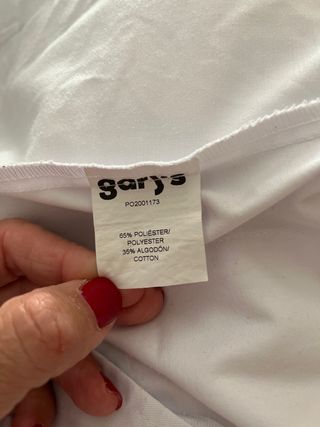 gary's
PO2001173
65% POLIÉSTER/
POLYESTER
35% ALGODÓN/
COTTON